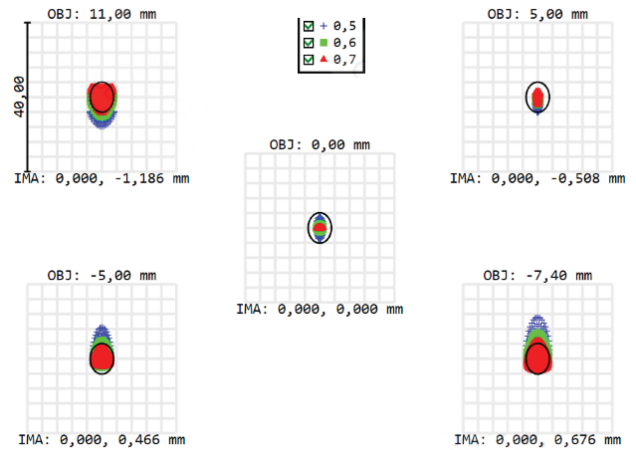 OBJ: 11,00 mm
40,00
IMA: 0,000, -1,186 mm
+ 0,5
0,6
0,7
OBJ: 5,00 mm
IMA: 0,000, -0,508 mm
OBJ: 0,00 mm
IMA: 0,000, 0,000 mm
OBJ: -5,00 mm
IMA: 0,000, 0,466 mm
OBJ: -7,40 mm
IMA: 0,000, 0,676 mm